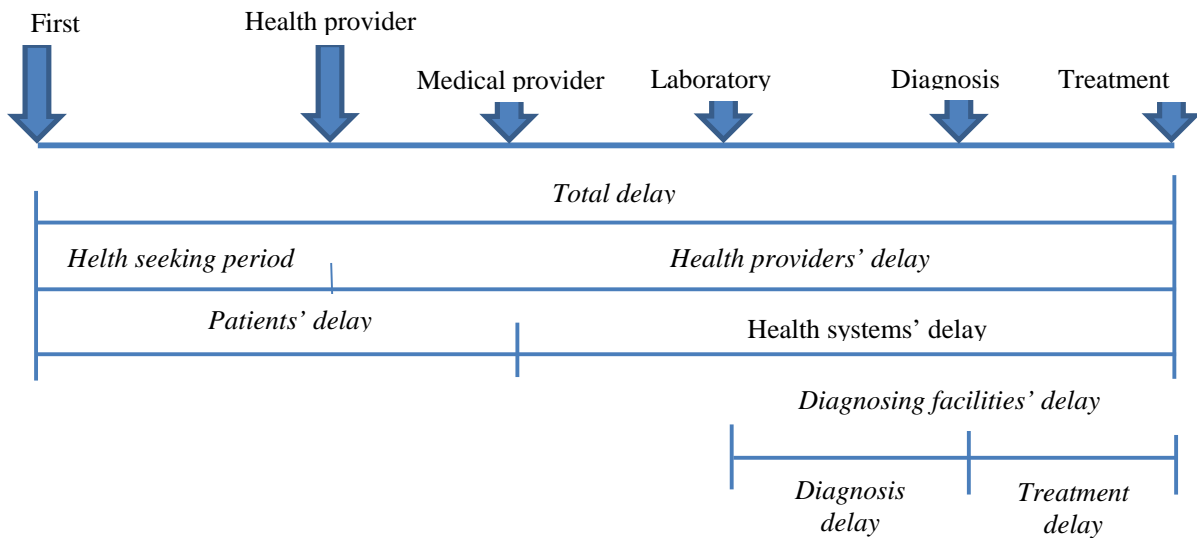 First
Health provider
Medical provider
Laboratory
Diagnosis
Treatment
Total delay
Helth seeking period
Health providers’ delay
Patients’ delay
Health systems’ delay
Diagnosing facilities’ delay
Diagnosis
delay
Treatment
delay